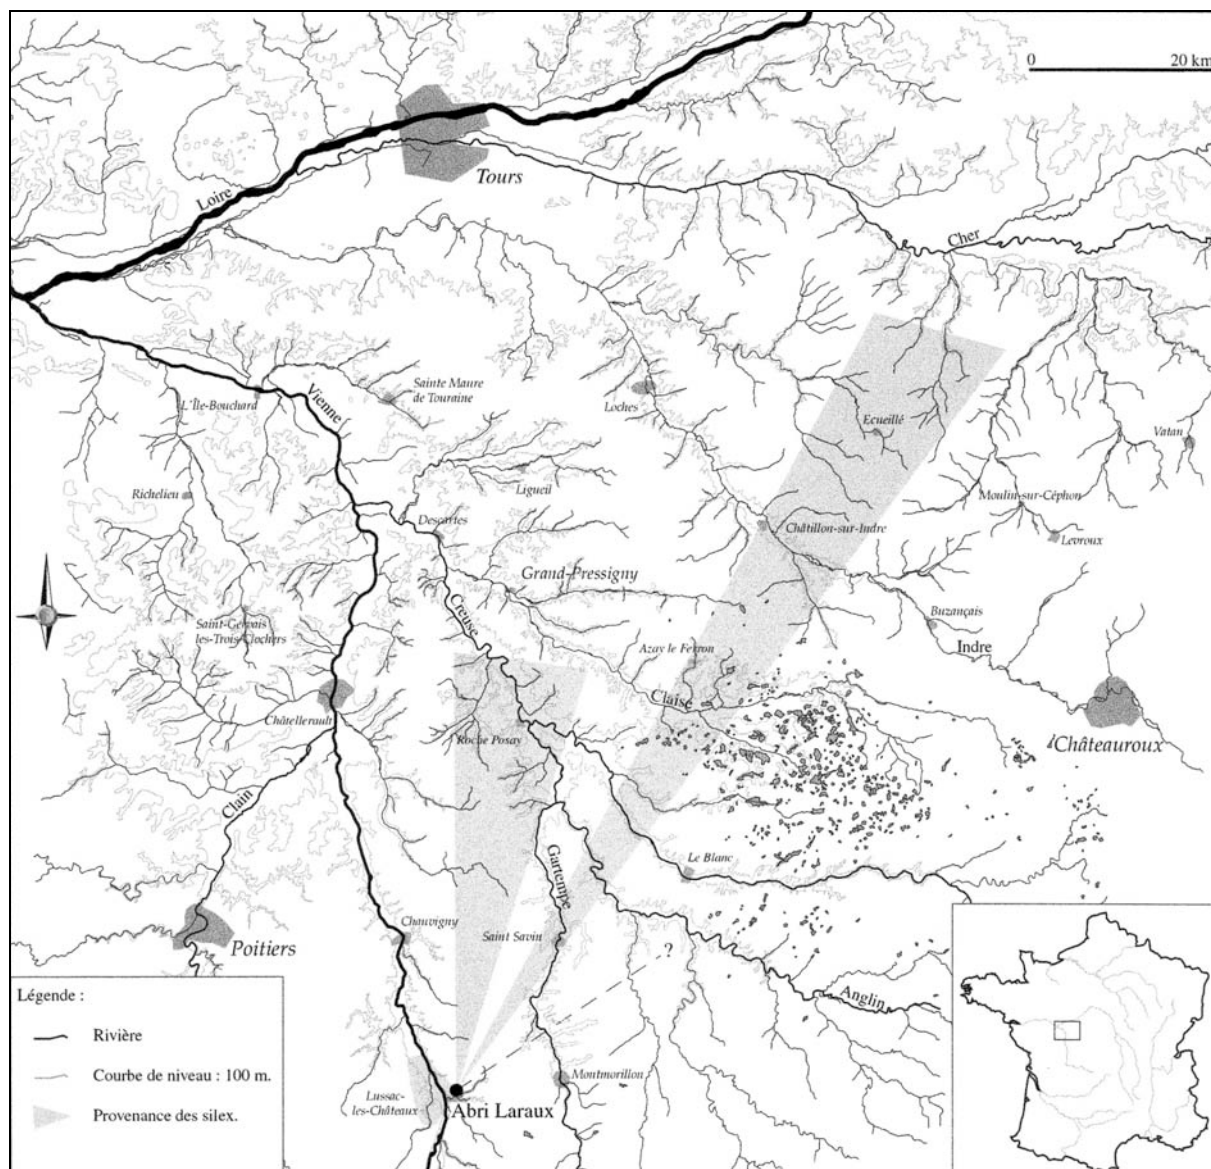 0 20 km
Tours
Loire
Cher
Sainte Maure
de Touraine
L'Île-Bouchard
Vienne
Loches
Ecueillé
Vatan
Richelieu
Ligueil
Moulin-sur-Céphon
Descartes
Châtillon-sur-Indre
Levroux
Grand-Pressigny
Creuse
Buzançais
Saint-Gervais
les-Trois-Clochers
Azay le Ferron
Indre
Claise
Châtellerault
Roche Posay
Châteauroux
Clain
Le Blanc
Gartempe
Chauvigny
Saint Savin
?
Poitiers
Anglin
Légende :
Rivière
Courbe de niveau : 100 m.
Provenance des silex.
Montmorillon
Lussac-
les-Châteaux
Abri Laraux